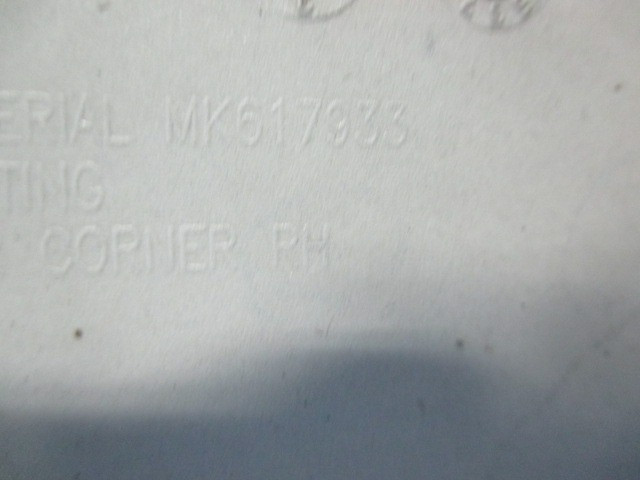 ERIAL MK617933
TING
CORNER RH